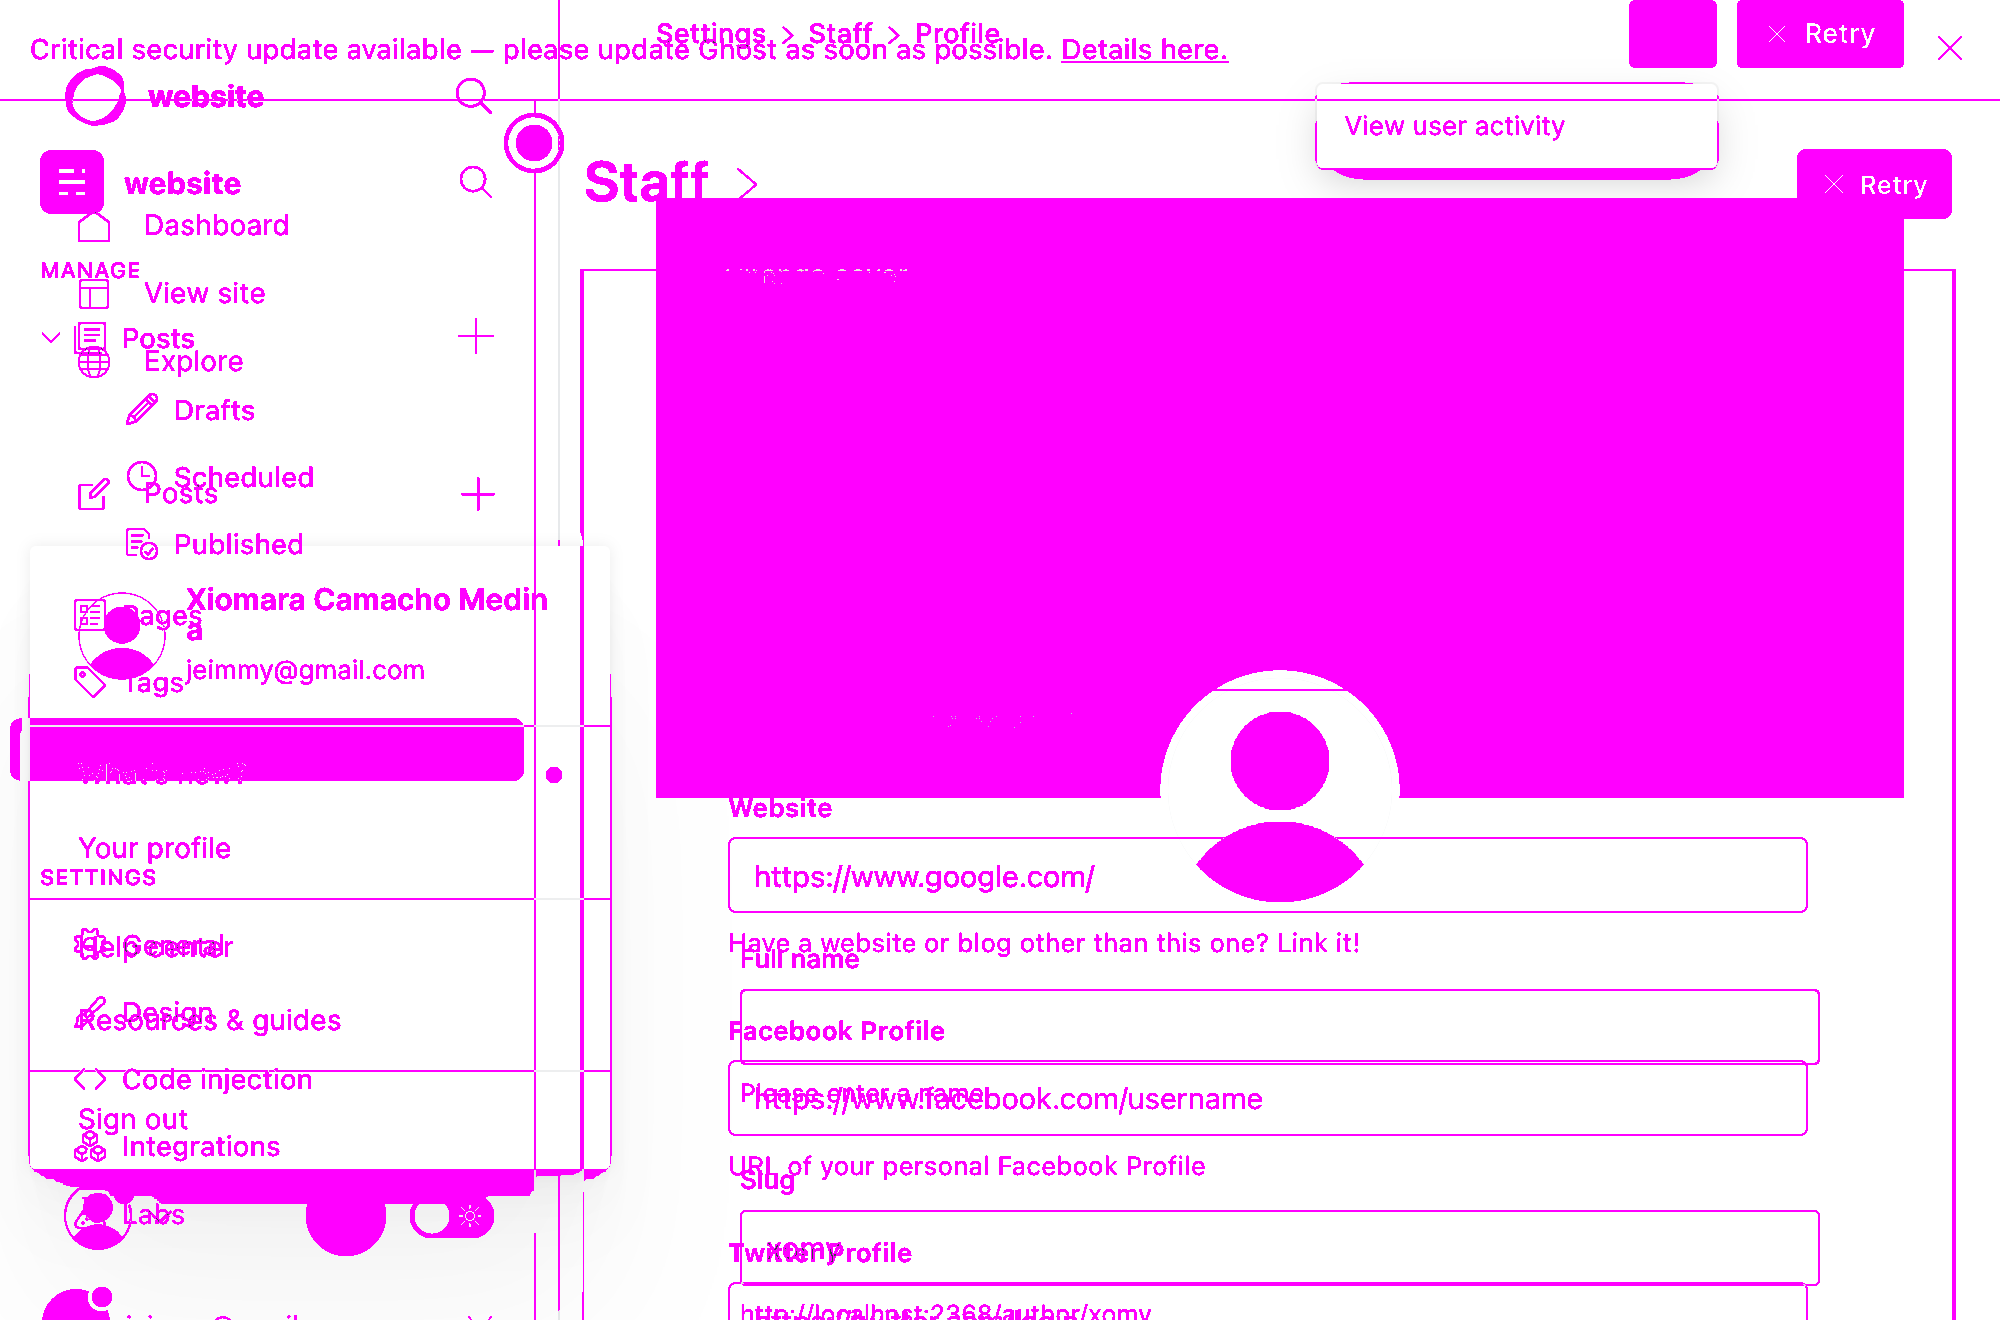 Settings > Staff > Profile
Retry
Critical security update available — please update Ghost as soon as possible. Details here.
website
View user activity
website
Staff >
Retry
Dashboard
MANAGE
View site
Posts
Explore
Drafts
Scheduled
Posts
Published
Xiomara Camacho Medin
a
Pages
jeimmy@gmail.com
Tags
What's new?
Website
Your profile
https://www.google.com/
SETTINGS
Have a website or blog other than this one? Link it!
General
Help center
Full name
Design
Resources & guides
Facebook Profile
Code injection
Please enter a name
https://www.facebook.com/username
Sign out
Integrations
URL of your personal Facebook Profile
Slug
Labs
xomy
Twitter Profile
http://localhost:2368/author/xomy